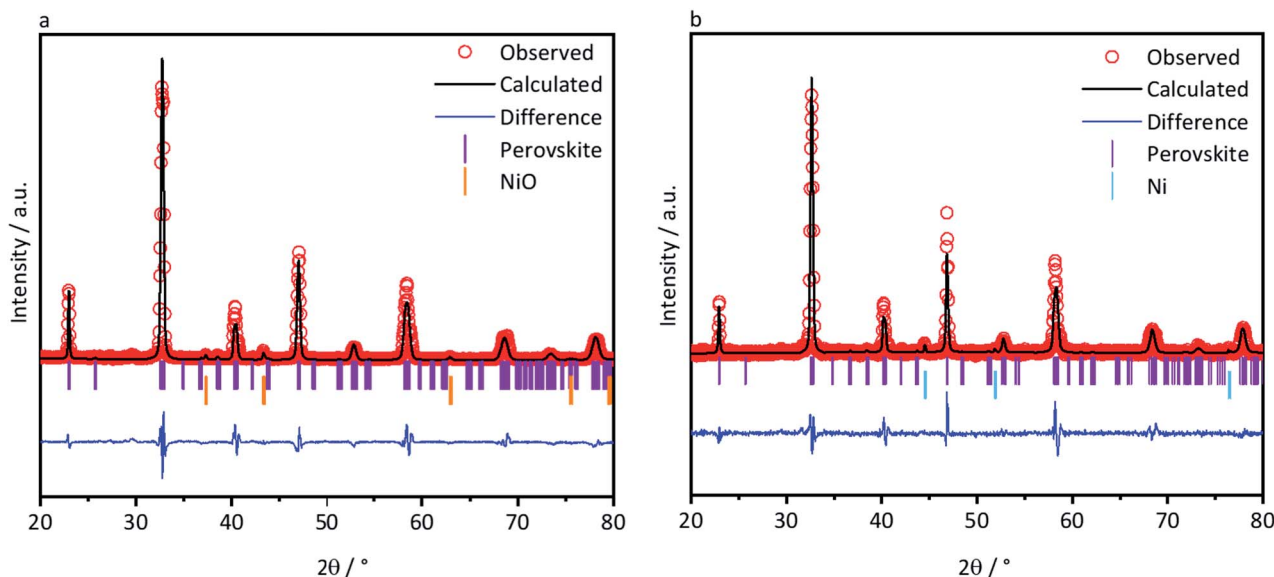 a
Observed
Calculated
Difference
Perovskite
NiO
Intensity / a.u.
20 30 40 50 60 70 80
2θ / °
b
Observed
Calculated
Difference
Perovskite
Ni
Intensity / a.u.
20 30 40 50 60 70 80
2θ / °